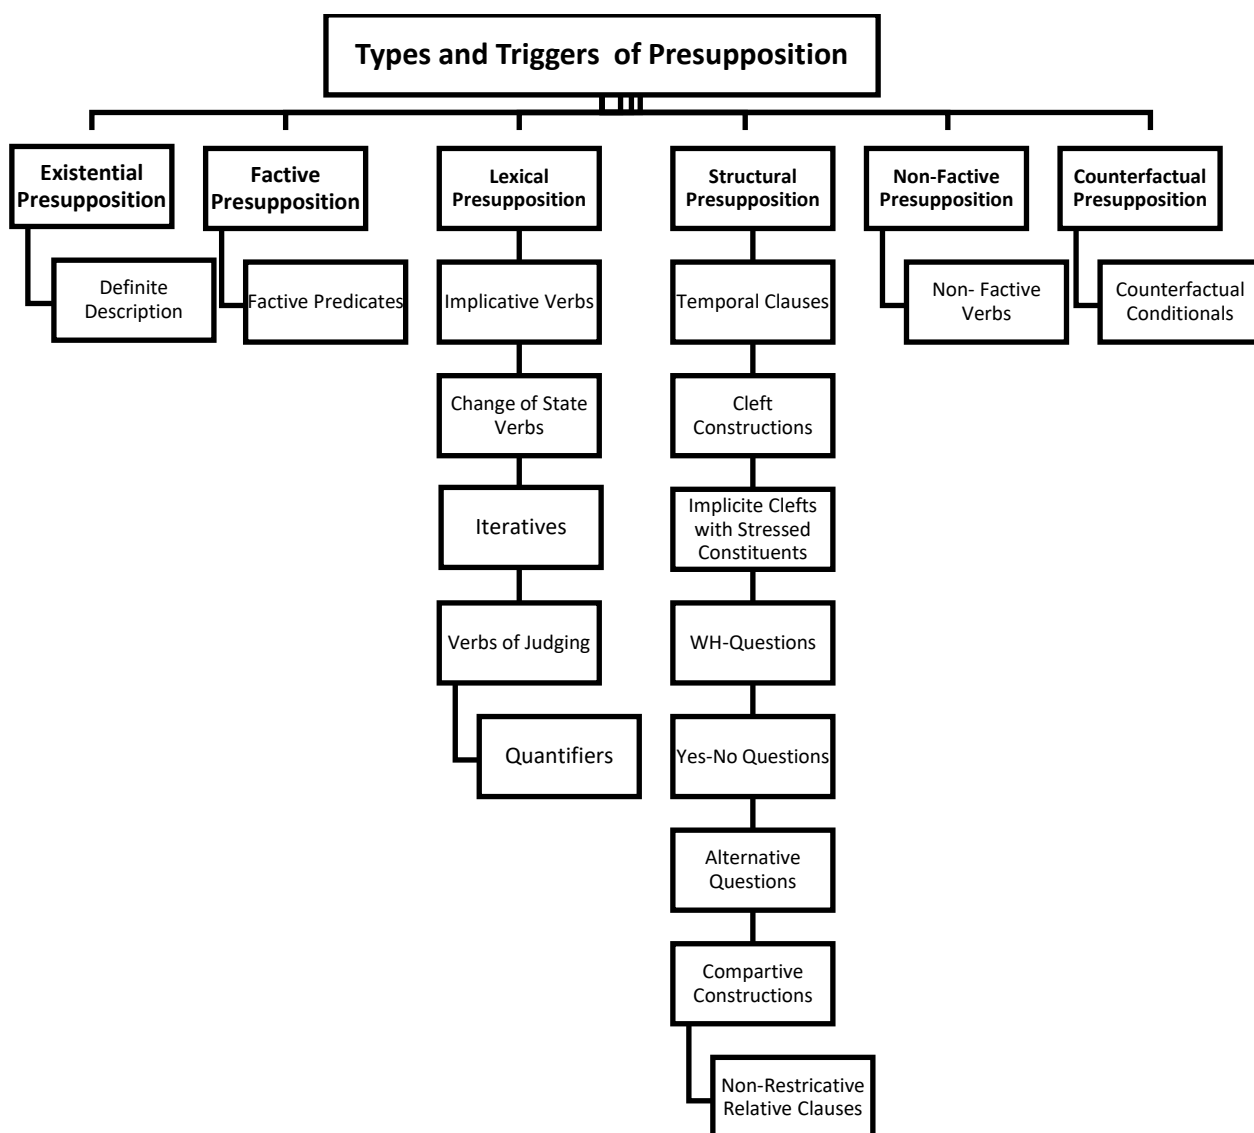 Types and Triggers of Presupposition
Existential
Presupposition
Definite
Description
Factive
Presupposition
Factive Predicates
Lexical
Presupposition
Implicative Verbs
Change of State
Verbs
Iteratives
Verbs of Judging
Quantifiers
Structural
Presupposition
Temporal Clauses
Cleft
Constructions
Implicite Clefts
with Stressed
Constituents
WH-Questions
Yes-No Questions
Alternative
Questions
Compartive
Constructions
Non-Restricative
Relative Clauses
Non-Factive
Presupposition
Non- Factive
Verbs
Counterfactual
Presupposition
Counterfactual
Conditionals